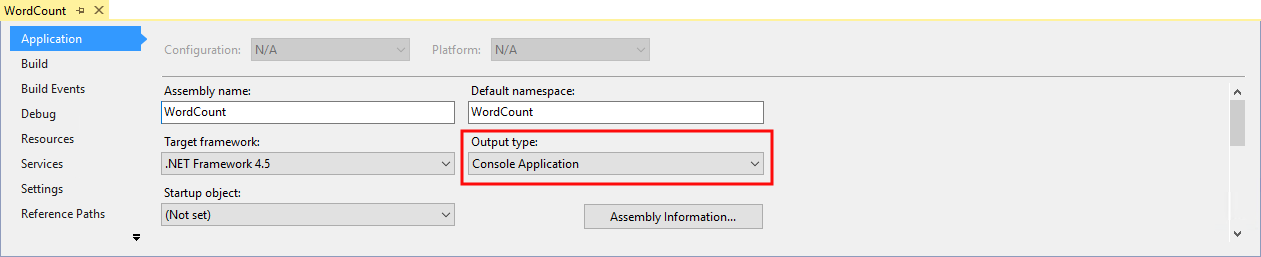 WordCount
Application
Build
Build Events
Debug
Resources
Services
Settings
Reference Paths
Configuration: N/A Platform: N/A
Assembly name: Default namespace:
WordCount WordCount
Target framework: Output type:
.NET Framework 4.5 Console Application
Startup object:
(Not set) Assembly Information...